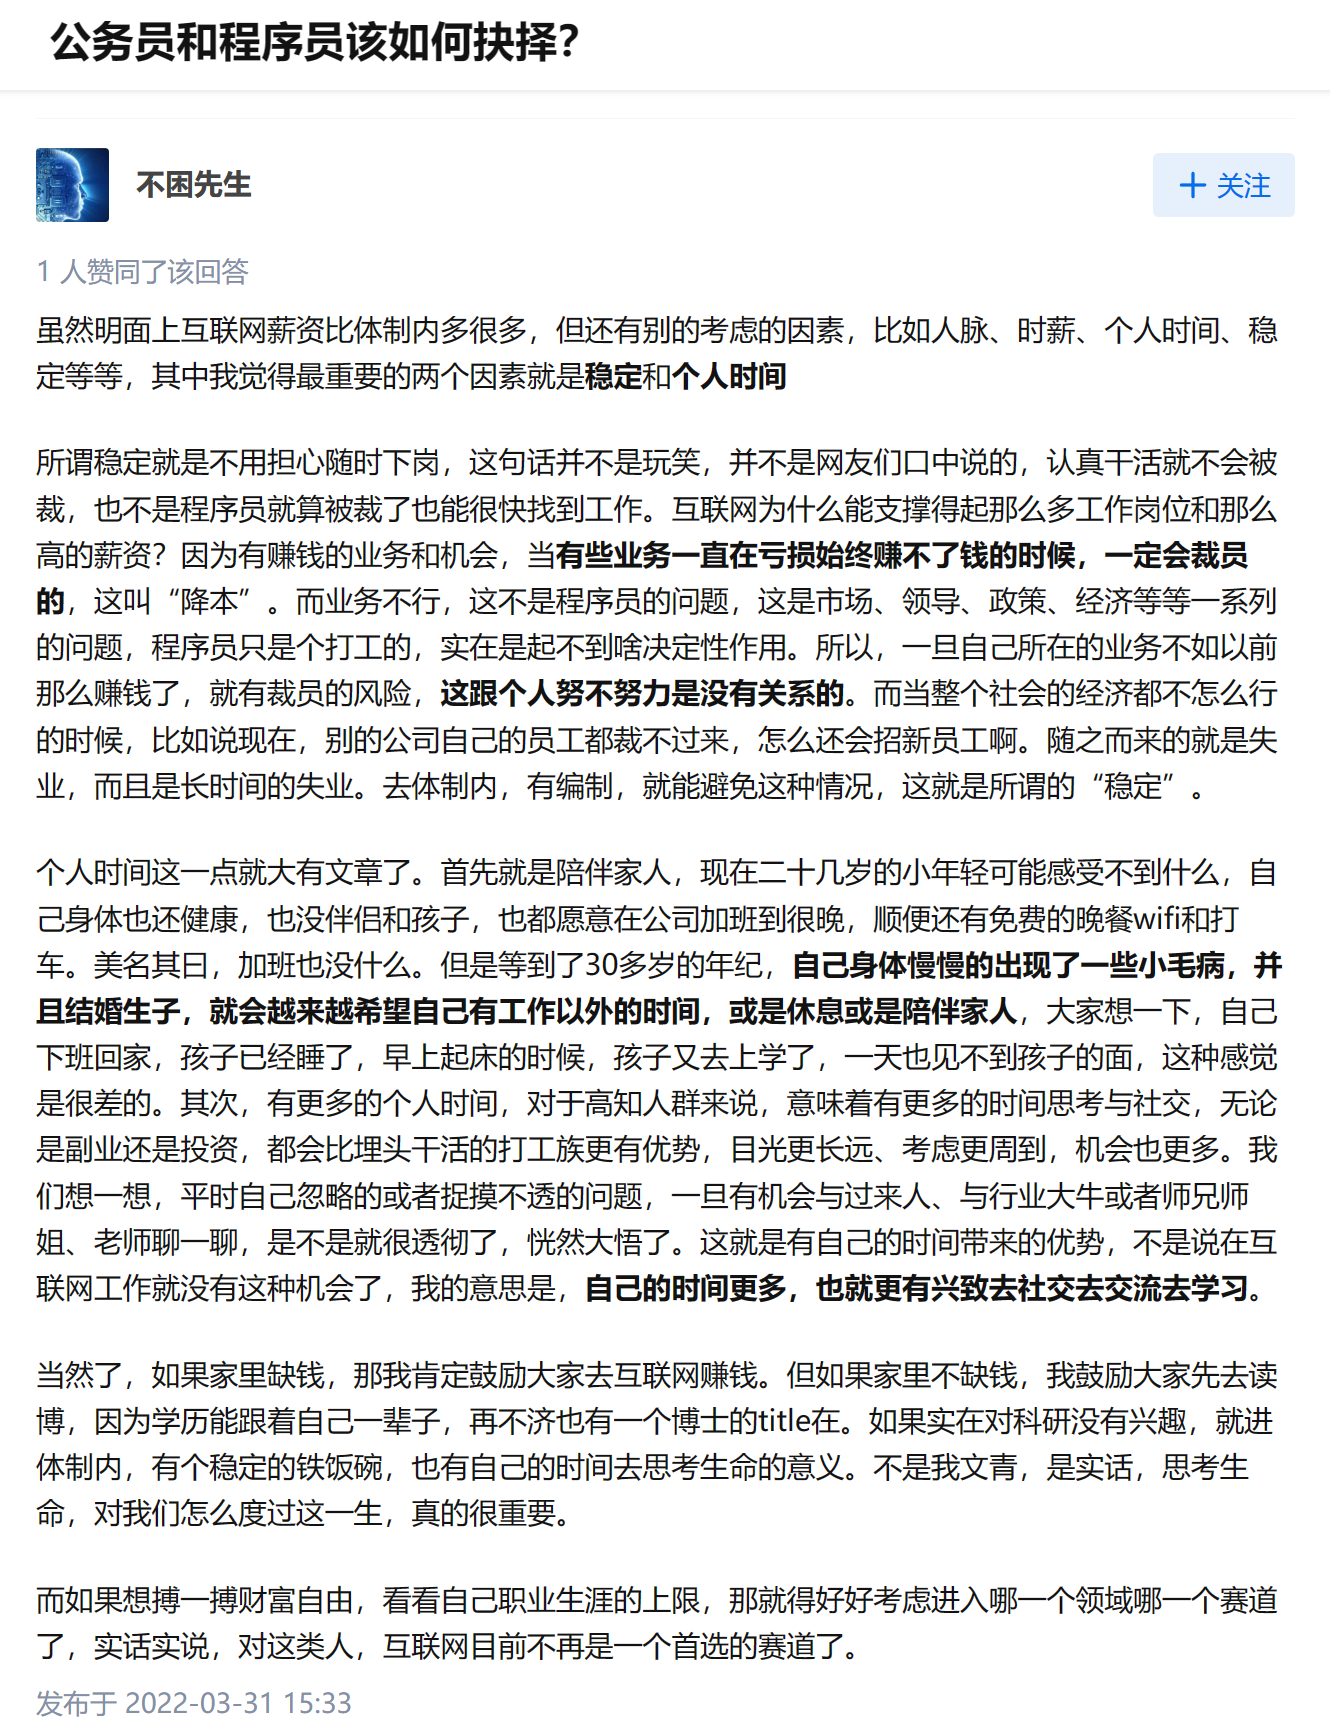 公务员和程序员该如何抉择？
不困先生
＋ 关注
1 人赞同了该回答
虽然明面上互联网薪资比体制内多很多，但还有别的考虑的因素，比如人脉、时薪、个人时间、稳
定等等，其中我觉得最重要的两个因素就是稳定和个人时间
所谓稳定就是不用担心随时下岗，这句话并不是玩笑，并不是网友们口中说的，认真干活就不会被
裁，也不是程序员就算被裁了也能很快找到工作。互联网为什么能支撑得起那么多工作岗位和那么
高的薪资？因为有赚钱的业务和机会，当有些业务一直在亏损始终赚不了钱的时候，一定会裁员
的，这叫“降本”。而业务不行，这不是程序员的问题，这是市场、领导、政策、经济等等一系列
的问题，程序员只是个打工的，实在是起不到啥决定性作用。所以，一旦自己所在的业务不如以前
那么赚钱了，就有裁员的风险，这跟个人努不努力是没有关系的。而当整个社会的经济都不怎么行
的时候，比如说现在，别的公司自己的员工都裁不过来，怎么还会招新员工啊。随之而来的就是失
业，而且是长时间的失业。去体制内，有编制，就能避免这种情况，这就是所谓的“稳定”。
个人时间这一点就大有文章了。首先就是陪伴家人，现在二十几岁的小年轻可能感受不到什么，自
己身体也还健康，也没伴侣和孩子，也都愿意在公司加班到很晚，顺便还有免费的晚餐wifi和打
车。美名其曰，加班也没什么。但是等到了30多岁的年纪，自己身体慢慢的出现了一些小毛病，并
且结婚生子，就会越来越希望自己有工作以外的时间，或是休息或是陪伴家人，大家想一下，自己
下班回家，孩子已经睡了，早上起床的时候，孩子又去上学了，一天也见不到孩子的面，这种感觉
是很差的。其次，有更多的个人时间，对于高知人群来说，意味着有更多的时间思考与社交，无论
是副业还是投资，都会比埋头干活的打工族更有优势，目光更长远、考虑更周到，机会也更多。我
们想一想，平时自己忽略的或者捉摸不透的问题，一旦有机会与过来人、与行业大牛或者师兄师
姐、老师聊一聊，是不是就很透彻了，恍然大悟了。这就是有自己的时间带来的优势，不是说在互
联网工作就没有这种机会了，我的意思是，自己的时间更多，也就更有兴致去社交去交流去学习。
当然了，如果家里缺钱，那我肯定鼓励大家去互联网赚钱。但如果家里不缺钱，我鼓励大家先去读
博，因为学历能跟着自己一辈子，再不济也有一个博士的title在。如果实在对科研没有兴趣，就进
体制内，有个稳定的铁饭碗，也有自己的时间去思考生命的意义。不是我文青，是实话，思考生
命，对我们怎么度过这一生，真的很重要。
而如果想搏一搏财富自由，看看自己职业生涯的上限，那就得好好考虑进入哪一个领域哪一个赛道
了，实话实说，对这类人，互联网目前不再是一个首选的赛道了。
发布于 2022-03-31 15:33